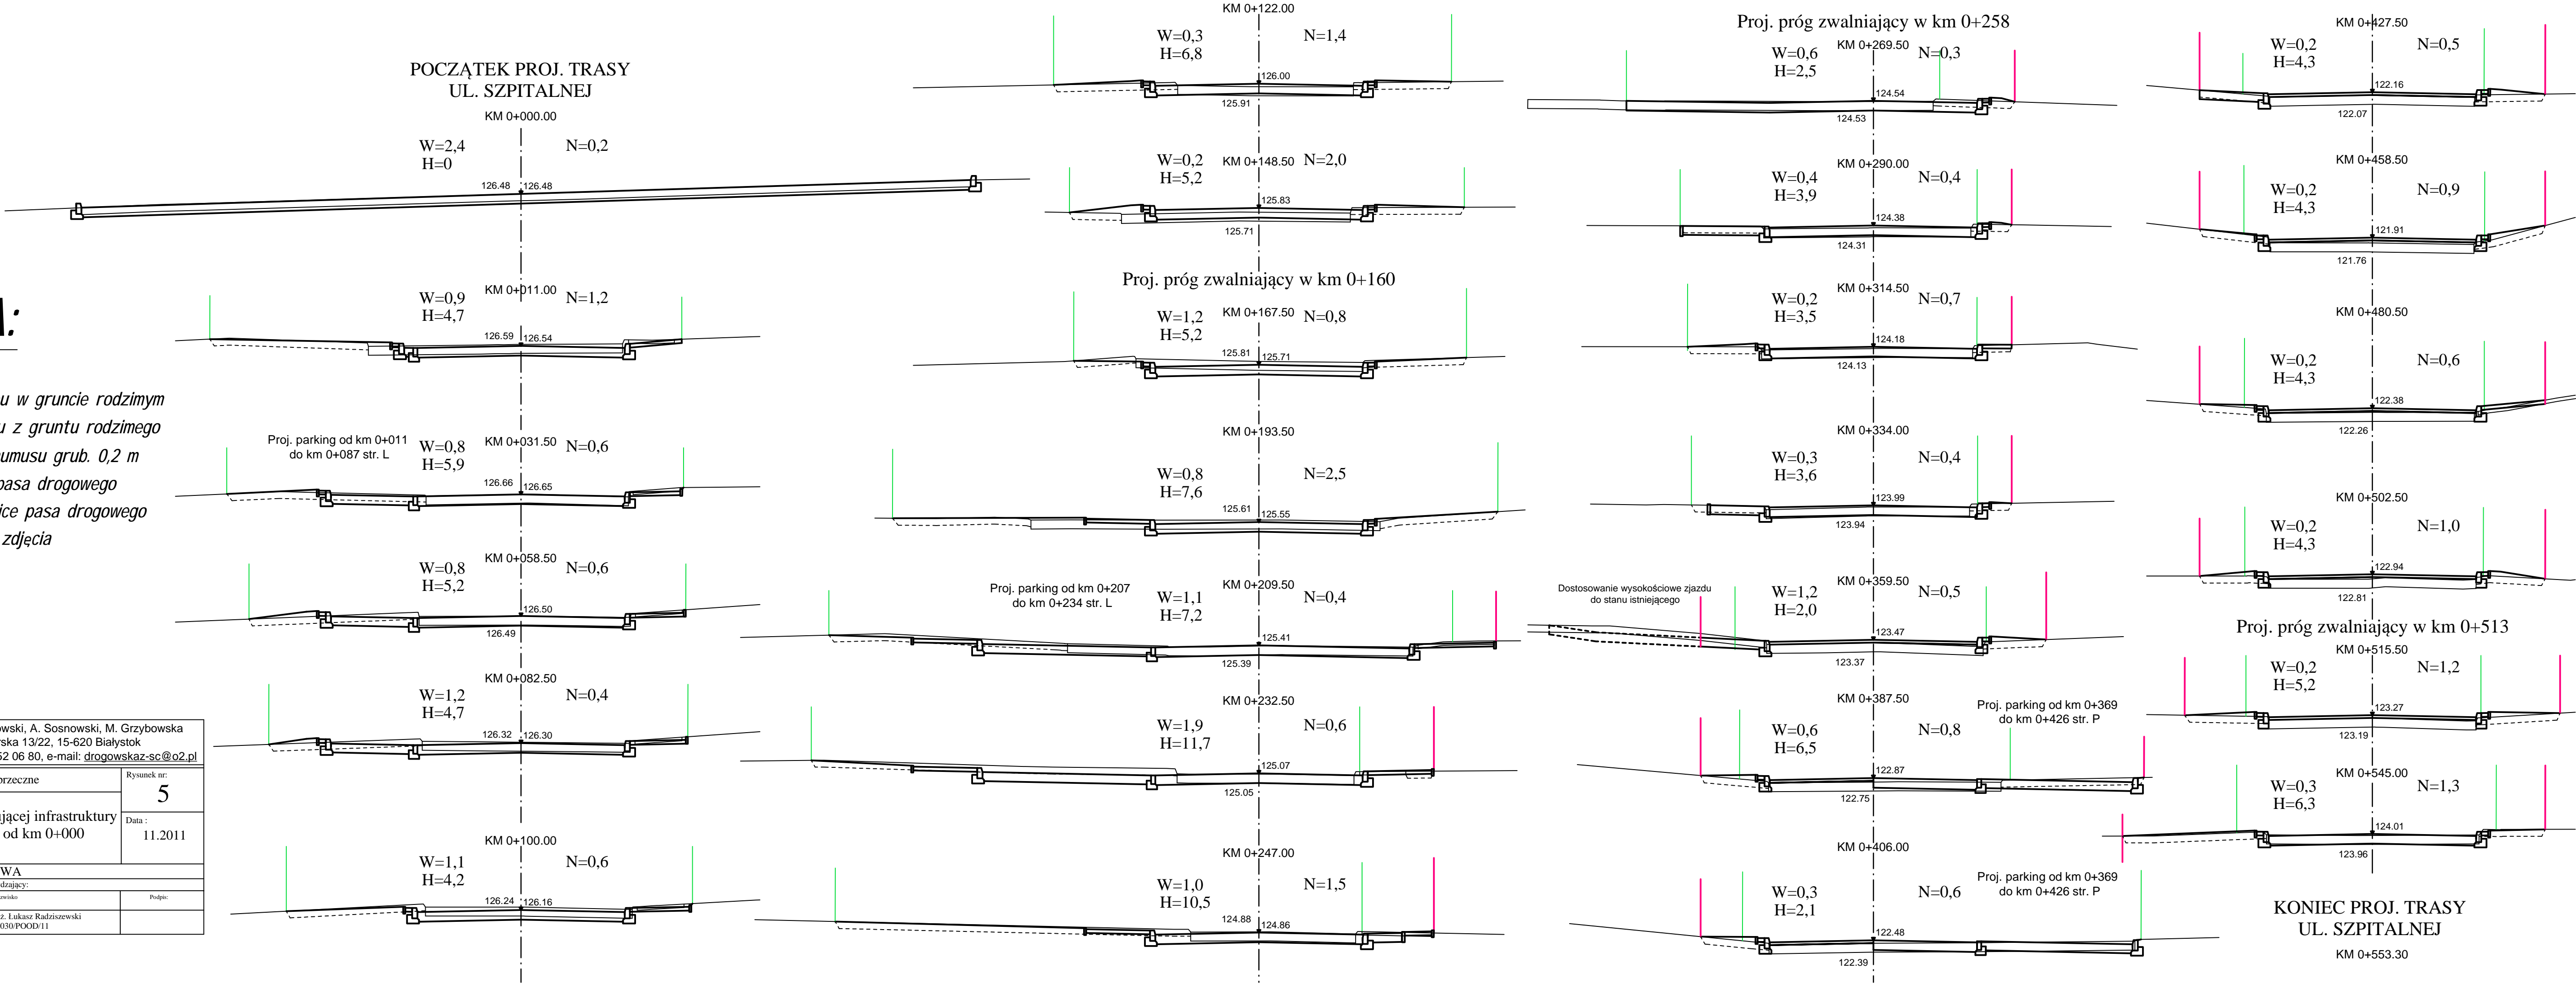 POCZĄTEK PROJ. TRASY
UL. SZPITALNEJ
KM 0+000.00
W=2,4
N=0,2
H=0
126.48 126.48
KM 0+011.00
W=0,9
N=1,2
H=4,7
126.59 126.54
Proj. parking od km 0+011
do km 0+087 str. L
KM 0+031.50
W=0,8
N=0,6
H=5,9
126.66 126.65
KM 0+058.50
W=0,8
N=0,6
H=5,2
126.50
126.49
KM 0+082.50
W=1,2
N=0,4
H=4,7
126.32 126.30
KM 0+100.00
W=1,1
N=0,6
H=4,2
126.24 126.16
A:
u w gruncie rodzimym
u z gruntu rodzimego
humusu grub. 0,2 m
pasa drogowego
ice pasa drogowego
zdjęcia
owski, A. Sosnowski, M. Grzybowska
rska 13/22, 15-620 Białystok
52 06 80, e-mail: drogowskaz-sc@o2.pl
przeczne
Rysunek nr:
5
ującej infrastruktury
od km 0+000
Data :
11.2011
WA
dzający:
zwisko
Podpis:
ż. Łukasz Radziszewski
030/POOD/11
KM 0+122.00
W=0,3
N=1,4
H=6,8
126.00
125.91
KM 0+148.50
W=0,2
N=2,0
H=5,2
125.83
125.71
Proj. próg zwalniający w km 0+160
KM 0+167.50
W=1,2
N=0,8
H=5,2
125.81 125.71
KM 0+193.50
W=0,8
N=2,5
H=7,6
125.61 125.55
Proj. parking od km 0+207
do km 0+234 str. L
KM 0+209.50
W=1,1
N=0,4
H=7,2
125.41
125.39
KM 0+232.50
W=1,9
N=0,6
H=11,7
125.07
125.05
KM 0+247.00
W=1,0
N=1,5
H=10,5
124.88 124.86
Proj. próg zwalniający w km 0+258
KM 0+269.50
W=0,6
N=0,3
H=2,5
124.54
124.53
KM 0+290.00
W=0,4
N=0,4
H=3,9
124.38
124.31
KM 0+314.50
W=0,2
N=0,7
H=3,5
124.18
124.13
KM 0+334.00
W=0,3
N=0,4
H=3,6
123.99
123.94
Dostosowanie wysokościowe zjazdu
do stanu istniejącego
KM 0+359.50
W=1,2
N=0,5
H=2,0
123.47
123.37
KM 0+387.50
W=0,6
N=0,8
H=6,5
Proj. parking od km 0+369
do km 0+426 str. P
122.87
122.75
KM 0+406.00
W=0,3
N=0,6
H=2,1
Proj. parking od km 0+369
do km 0+426 str. P
122.48
122.39
KM 0+427.50
W=0,2
N=0,5
H=4,3
122.16
122.07
KM 0+458.50
W=0,2
N=0,9
H=4,3
121.91
121.76
KM 0+480.50
W=0,2
N=0,6
H=4,3
122.38
122.26
KM 0+502.50
W=0,2
N=1,0
H=4,3
122.94
122.81
Proj. próg zwalniający w km 0+513
KM 0+515.50
W=0,2
N=1,2
H=5,2
123.27
123.19
KM 0+545.00
W=0,3
N=1,3
H=6,3
124.01
123.96
KONIEC PROJ. TRASY
UL. SZPITALNEJ
KM 0+553.30